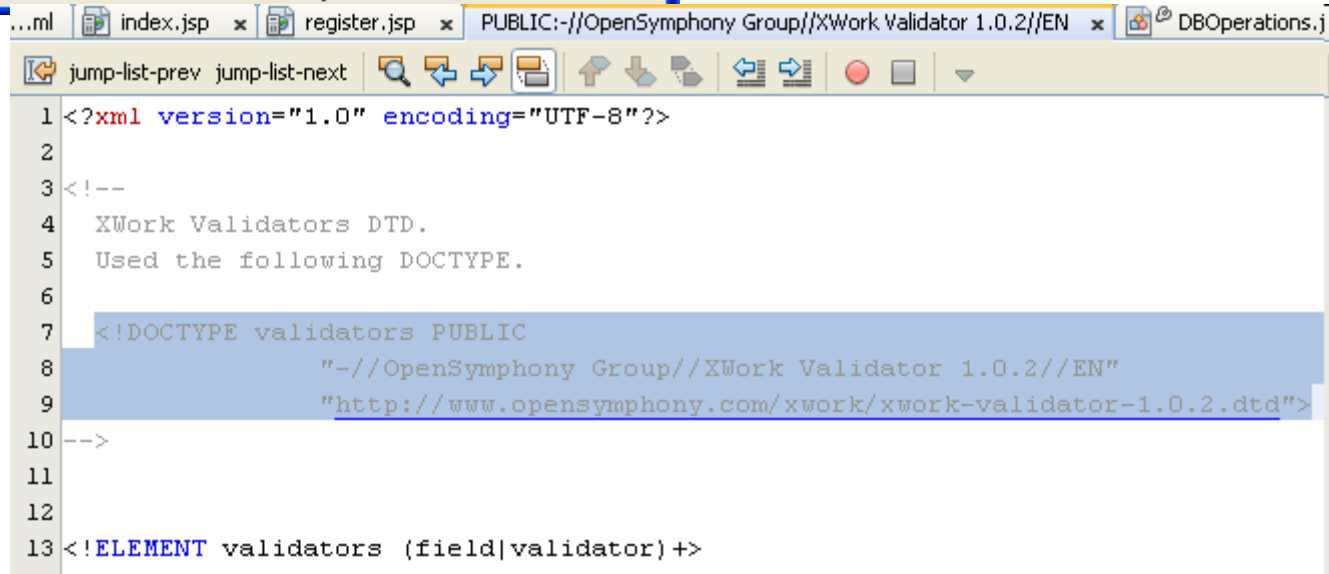 ...ml index.jsp x register.jsp x PUBLIC:-//OpenSymphony Group//XWork Validator 1.0.2//EN x DBOperations.j
jump-list-prev jump-list-next
1 <?xml version="1.0" encoding="UTF-8"?>
2
3 <!--
4 XWork Validators DTD.
5 Used the following DOCTYPE.
6
7 <!DOCTYPE validators PUBLIC
8 "-//OpenSymphony Group//XWork Validator 1.0.2//EN"
9 "http://www.opensymphony.com/xwork/xwork-validator-1.0.2.dtd">
10 -->
11
12
13 <!ELEMENT validators (field|validator)+>